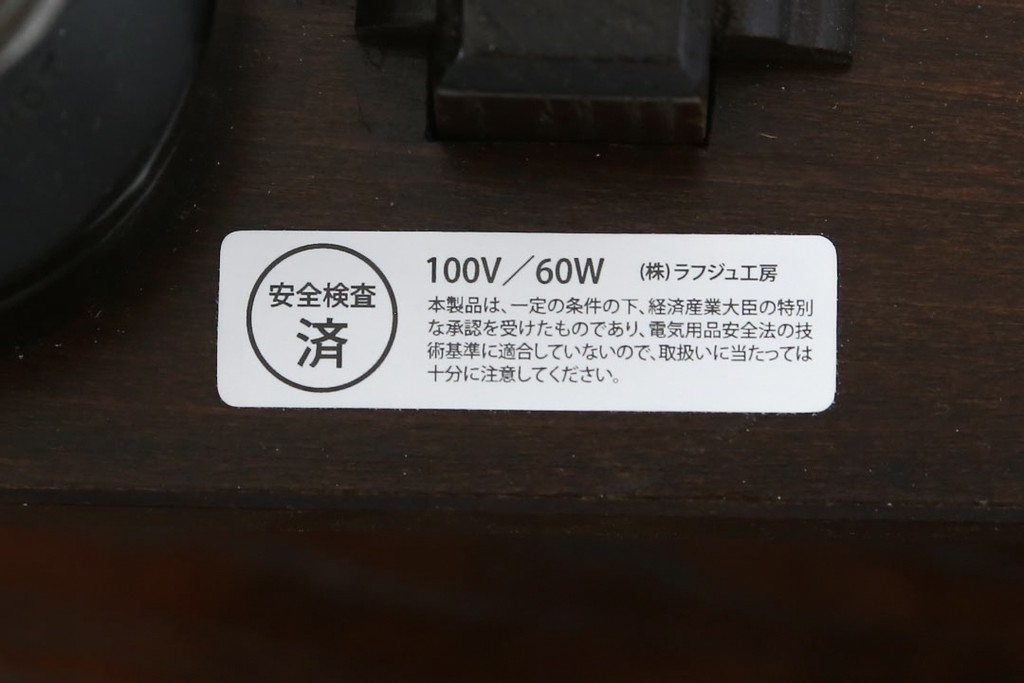 安全検査
済
100V／60W （株）ラフジュ工房
本製品は、一定の条件の下、経済産業大臣の特別
な承認を受けたものであり、電気用品安全法の技
術基準に適合していないので、取扱いに当たっては
十分に注意してください。